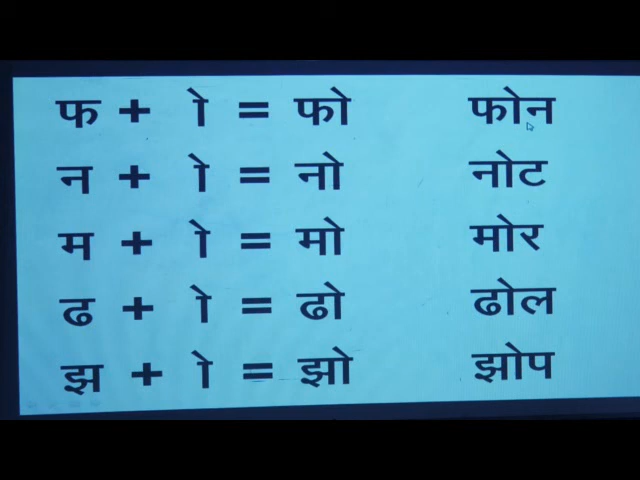 फ + ो = फो फोन
न + ो = नो नोट
म + ो = मो मोर
ढ + ो = ढो ढोल
झ + ो = झो झोप